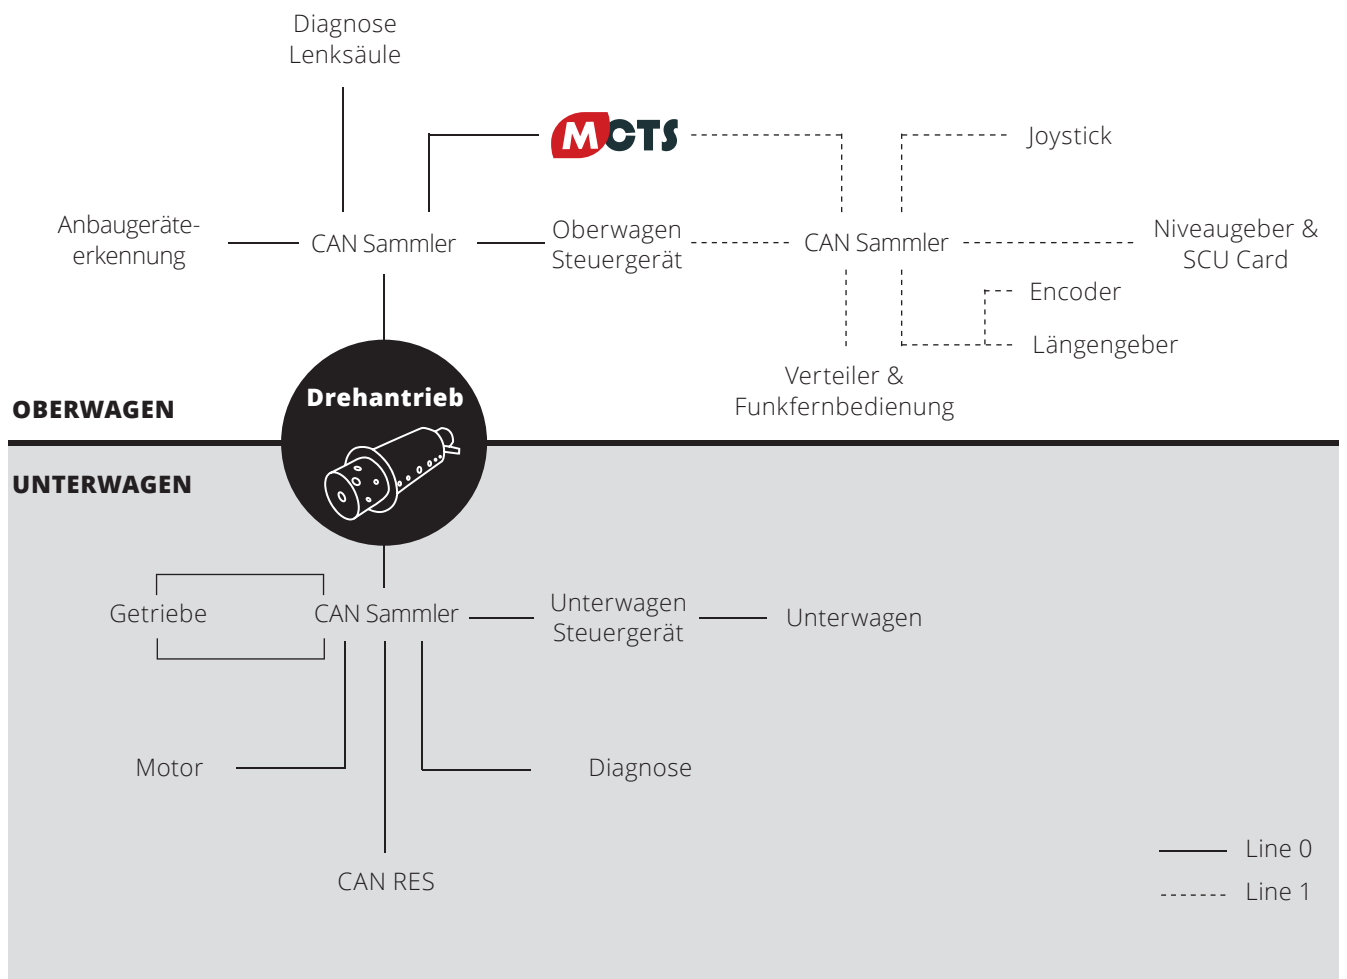 Diagnose
Lenksäule
MCTS
Joystick
Anbaugeräte-
erkennung
CAN Sammler
Oberwagen
Steuergerät
CAN Sammler
Niveaugeber &
SCU Card
Encoder
Längengeber
Verteiler &
Funkfernbedienung
Drehantrieb
OBERWAGEN
UNTERWAGEN
Getriebe
CAN Sammler
Unterwagen
Steuergerät
Unterwagen
Motor
Diagnose
CAN RES
Line 0
Line 1